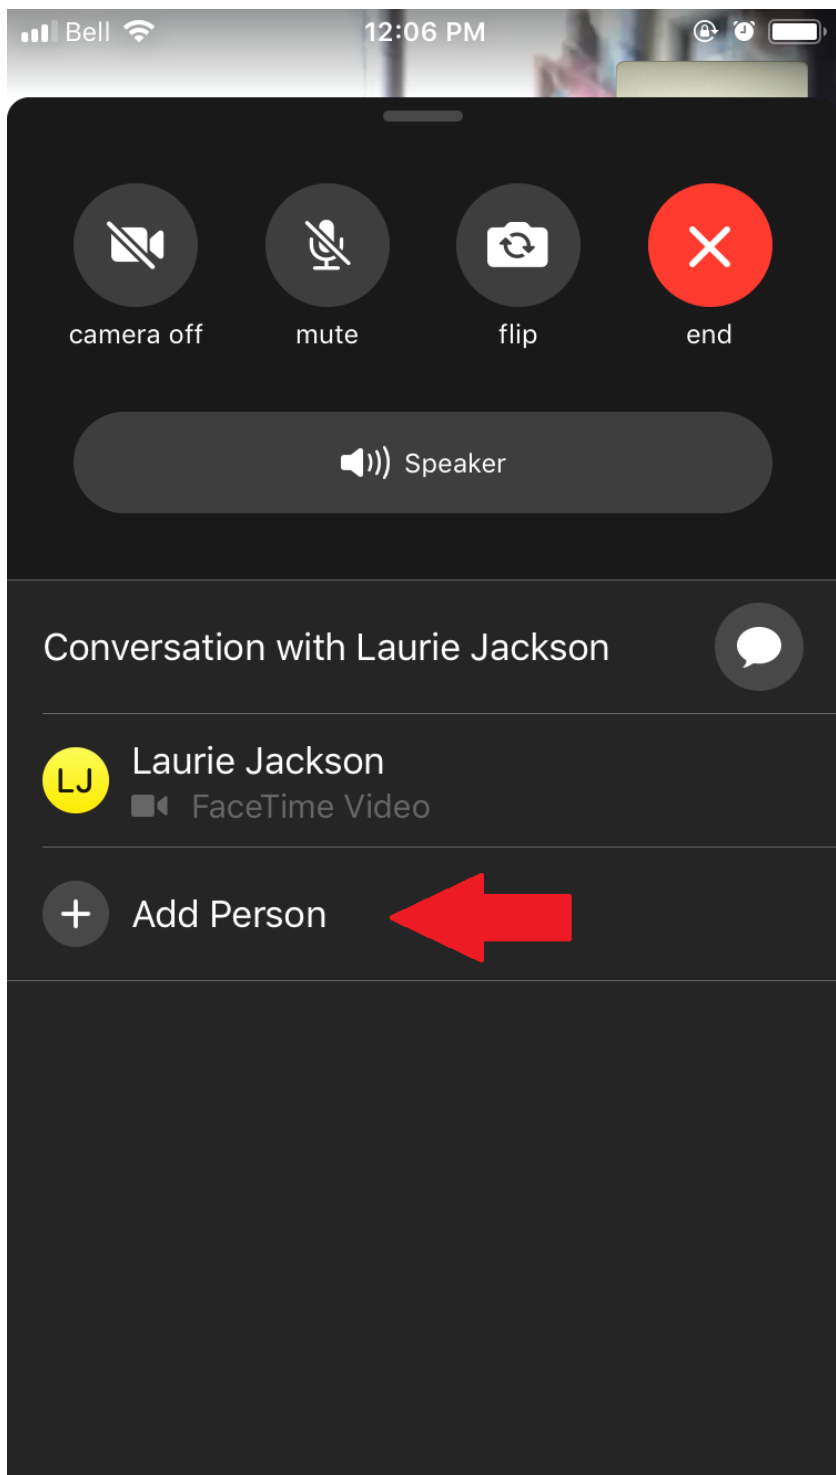 Bell 12:06 PM
camera off mute flip end
Speaker
Conversation with Laurie Jackson
LJ Laurie Jackson
FaceTime Video
+ Add Person